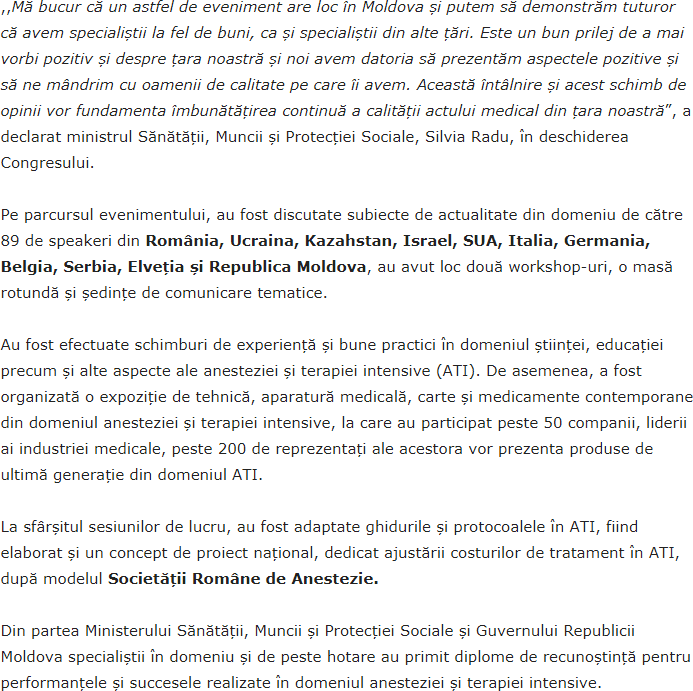 ,,Mă bucur că un astfel de eveniment are loc în Moldova și putem să demonstrăm tuturor
că avem specialiștii la fel de buni, ca și specialiștii din alte țări. Este un bun prilej de a mai
vorbi pozitiv și despre țara noastră și noi avem datoria să prezentăm aspectele pozitive și
să ne mândrim cu oamenii de calitate pe care îi avem. Această întâlnire și acest schimb de
opinii vor fundamenta îmbunătățirea continuă a calității actului medical din țara noastră”, a
declarat ministrul Sănătății, Muncii și Protecției Sociale, Silvia Radu, în deschiderea
Congresului.
Pe parcursul evenimentului, au fost discutate subiecte de actualitate din domeniu de către
89 de speakeri din România, Ucraina, Kazahstan, Israel, SUA, Italia, Germania,
Belgia, Serbia, Elveția și Republica Moldova, au avut loc două workshop-uri, o masă
rotundă și ședințe de comunicare tematice.
Au fost efectuate schimburi de experiență și bune practici în domeniul științei, educației
precum și alte aspecte ale anesteziei și terapiei intensive (ATI). De asemenea, a fost
organizată o expoziție de tehnică, aparatură medicală, carte și medicamente contemporane
din domeniul anesteziei și terapiei intensive, la care au participat peste 50 companii, liderii
ai industriei medicale, peste 200 de reprezentați ale acestora vor prezenta produse de
ultimă generație din domeniul ATI.
La sfârșitul sesiunilor de lucru, au fost adaptate ghidurile și protocoalele în ATI, fiind
elaborat și un concept de proiect național, dedicat ajustării costurilor de tratament în ATI,
după modelul Societății Române de Anestezie.
Din partea Ministerului Sănătății, Muncii și Protecției Sociale și Guvernului Republicii
Moldova specialiștii în domeniu și de peste hotare au primit diplome de recunoștință pentru
performanțele și succesele realizate în domeniul anesteziei și terapiei intensive.